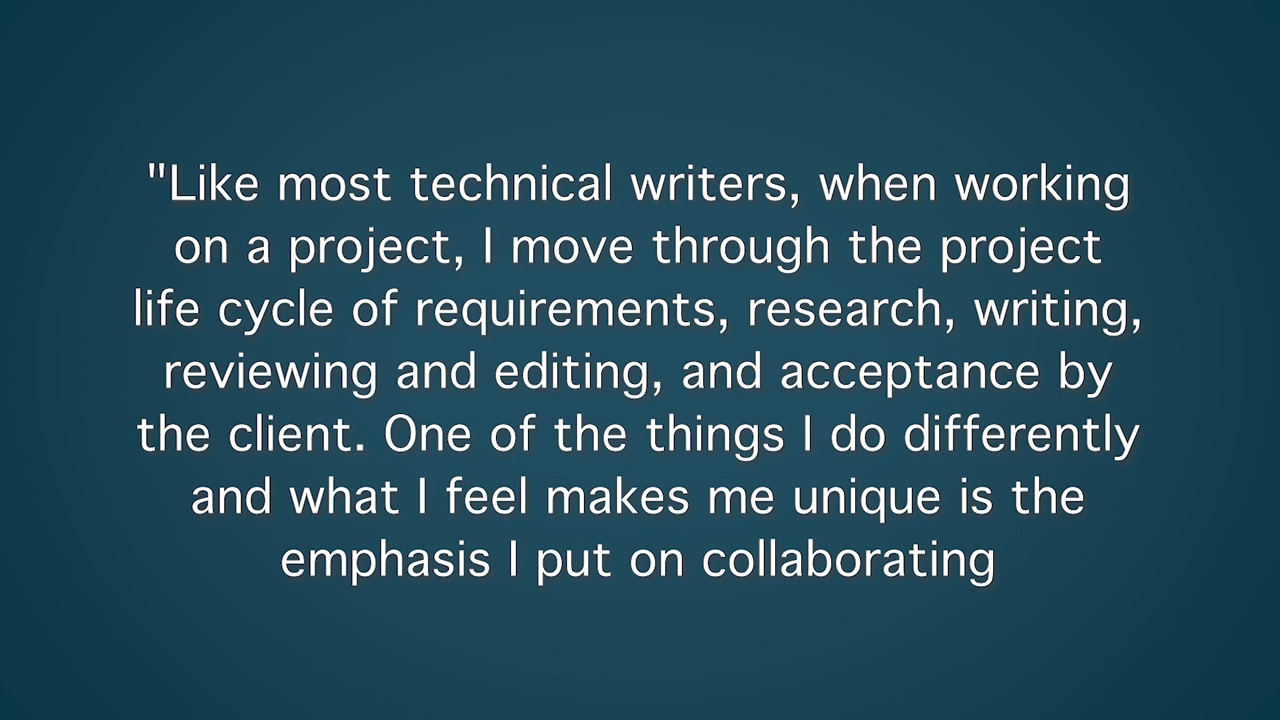 "Like most technical writers, when working
on a project, I move through the project
life cycle of requirements, research, writing,
reviewing and editing, and acceptance by
the client. One of the things I do differently
and what I feel makes me unique is the
emphasis I put on collaborating